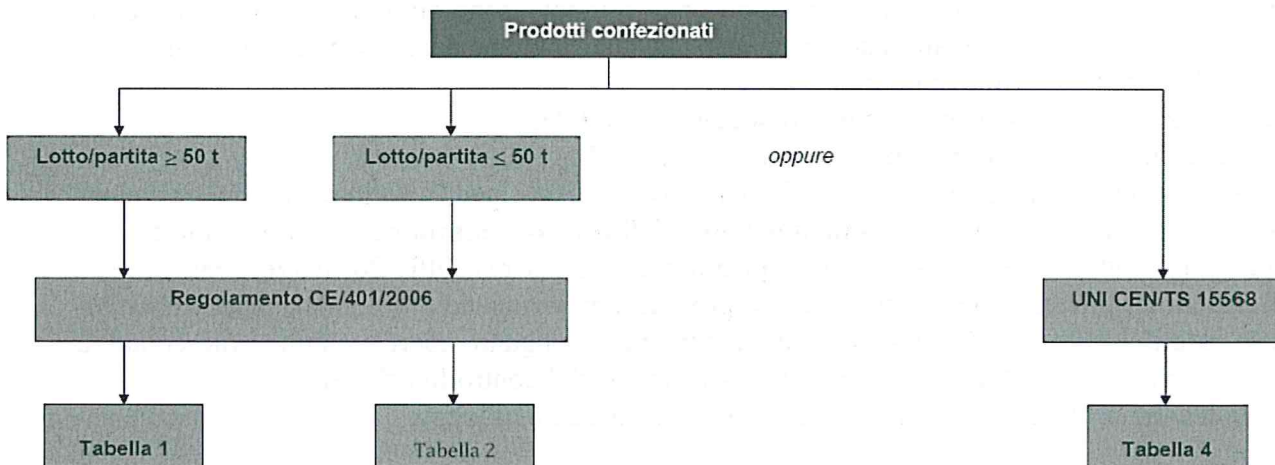 Prodotti confezionati
Lotto/partita ≥ 50 t
Lotto/partita ≤ 50 t
oppure
Regolamento CE/401/2006
UNI CEN/TS 15568
Tabella 1
Tabella 2
Tabella 4